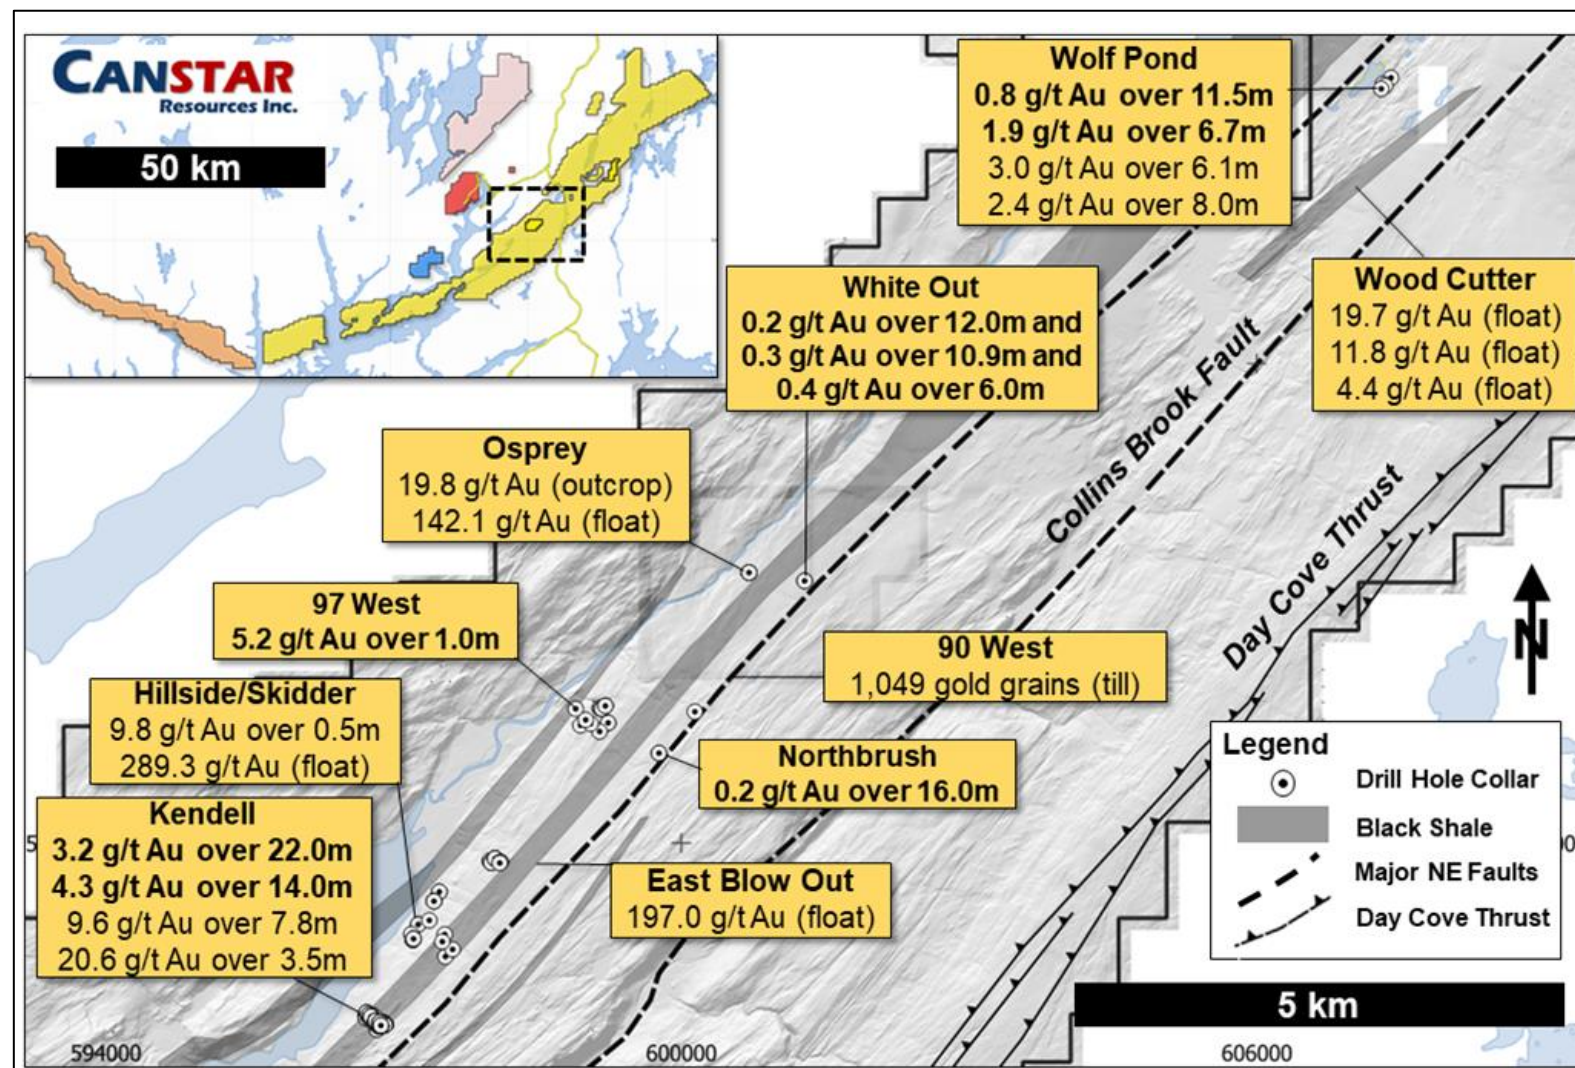 CANSTAR
Resources Inc.
50 km
Wolf Pond
0.8 g/t Au over 11.5m
1.9 g/t Au over 6.7m
3.0 g/t Au over 6.1m
2.4 g/t Au over 8.0m
White Out
0.2 g/t Au over 12.0m and
0.3 g/t Au over 10.9m and
0.4 g/t Au over 6.0m
Wood Cutter
19.7 g/t Au (float)
11.8 g/t Au (float)
4.4 g/t Au (float)
Collins Brook Fault
Osprey
19.8 g/t Au (outcrop)
142.1 g/t Au (float)
Day Cove Thrust
97 West
5.2 g/t Au over 1.0m
90 West
1,049 gold grains (till)
N
Hillside/Skidder
9.8 g/t Au over 0.5m
289.3 g/t Au (float)
Northbrush
0.2 g/t Au over 16.0m
Kendell
3.2 g/t Au over 22.0m
4.3 g/t Au over 14.0m
9.6 g/t Au over 7.8m
20.6 g/t Au over 3.5m
East Blow Out
197.0 g/t Au (float)
Legend
Drill Hole Collar
Black Shale
Major NE Faults
Day Cove Thrust
5 km
594000
600000
606000